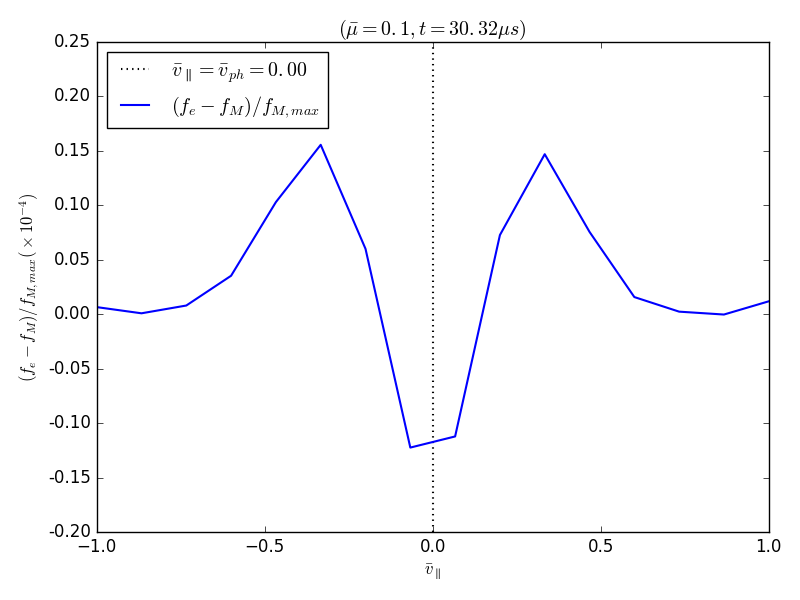 (μ̄ = 0.1, t = 30.32μs)
v̄∥ = v̄ph = 0.00
(fe − fM)/fM,max
(fe − fM)/fM,max(×10−4)
0.25
0.20
0.15
0.10
0.05
0.00
-0.05
-0.10
-0.15
-0.20
−1.0 −0.5 0.0 0.5 1.0
v̄∥